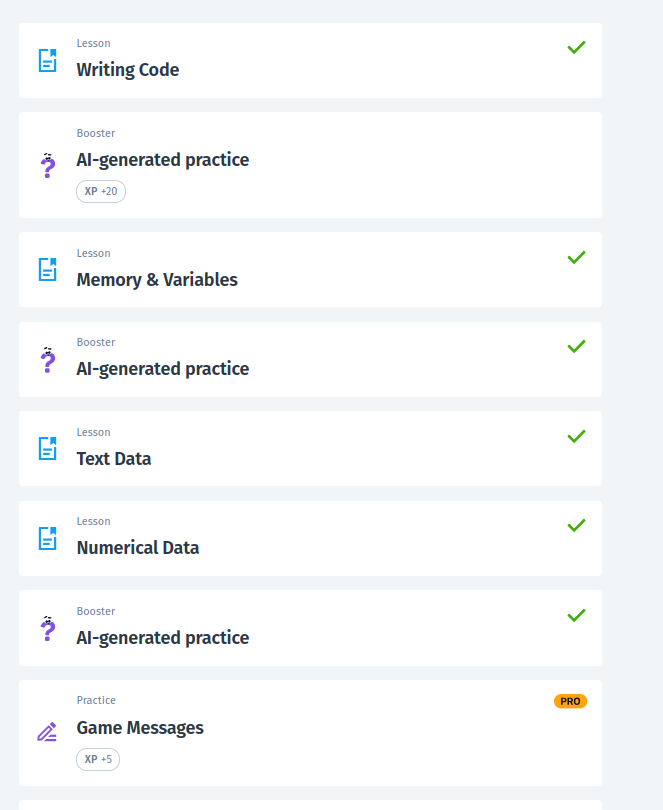 Lesson
Writing Code
Booster
AI-generated practice
XP +20
Lesson
Memory & Variables
Booster
AI-generated practice
Lesson
Text Data
Lesson
Numerical Data
Booster
AI-generated practice
Practice
PRO
Game Messages
XP +5